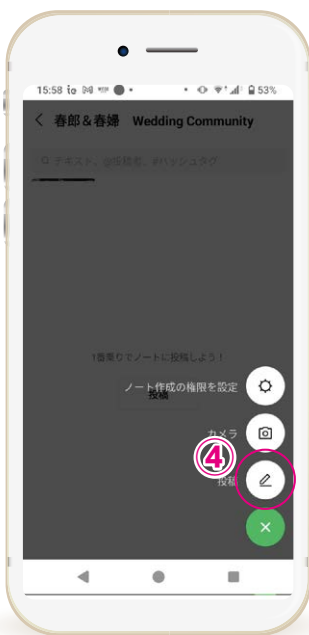 15:58
53%
春郎＆春婦 Wedding Community
テキスト、@投稿者、#ハッシュタグ
1番乗りでノートに投稿しよう！
ノート作成の権限を設定
投稿
カメラ
④
投稿